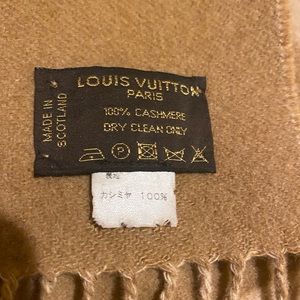 LOUIS VUITTON
PARIS
100% CASHMERE
DRY CLEAN ONLY
MADE IN
SCOTLAND
P
カシミヤ 100%